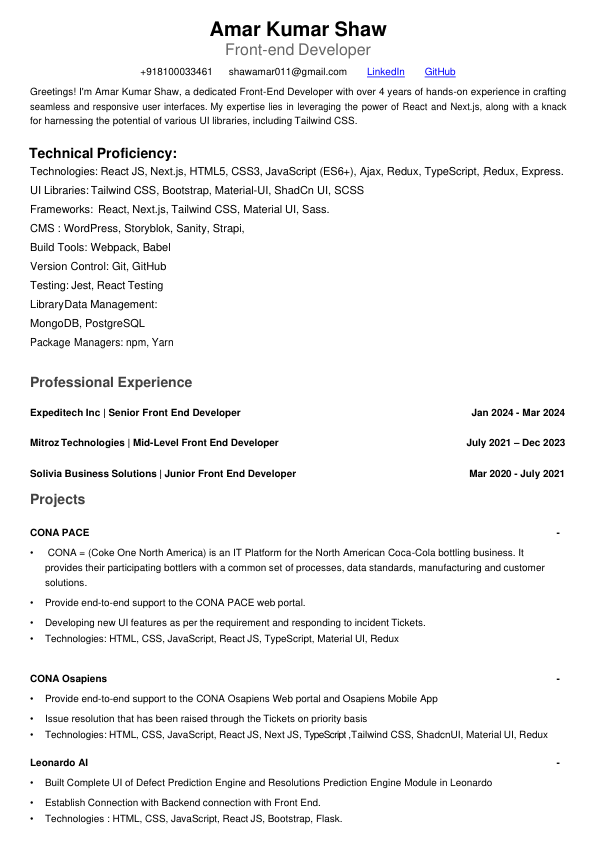 Amar Kumar Shaw
Front-end Developer
+918100033461 shawamar011@gmail.com LinkedIn GitHub
Greetings! I'm Amar Kumar Shaw, a dedicated Front-End Developer with over 4 years of hands-on experience in crafting
seamless and responsive user interfaces. My expertise lies in leveraging the power of React and Next.js, along with a knack
for harnessing the potential of various UI libraries, including Tailwind CSS.
Technical Proficiency:
Technologies: React JS, Next.js, HTML5, CSS3, JavaScript (ES6+), Ajax, Redux, TypeScript, Redux, Express.
UI Libraries: Tailwind CSS, Bootstrap, Material-UI, ShadCn UI, SCSS
Frameworks: React, Next.js, Tailwind CSS, Material UI, Sass.
CMS : WordPress, Storyblok, Sanity, Strapi,
Build Tools: Webpack, Babel
Version Control: Git, GitHub
Testing: Jest, React Testing
LibraryData Management:
MongoDB, PostgreSQL
Package Managers: npm, Yarn
Professional Experience
Expeditech Inc | Senior Front End Developer Jan 2024 - Mar 2024
Mitroz Technologies | Mid-Level Front End Developer July 2021 – Dec 2023
Solivia Business Solutions | Junior Front End Developer Mar 2020 - July 2021
Projects
CONA PACE -
• CONA = (Coke One North America) is an IT Platform for the North American Coca-Cola bottling business. It
provides their participating bottlers with a common set of processes, data standards, manufacturing and customer
solutions.
• Provide end-to-end support to the CONA PACE web portal.
• Developing new UI features as per the requirement and responding to incident Tickets.
• Technologies: HTML, CSS, JavaScript, React JS, TypeScript, Material UI, Redux
CONA Osapiens -
• Provide end-to-end support to the CONA Osapiens Web portal and Osapiens Mobile App
• Issue resolution that has been raised through the Tickets on priority basis
• Technologies: HTML, CSS, JavaScript, React JS, Next JS, TypeScript ,Tailwind CSS, ShadcnUI, Material UI, Redux
Leonardo AI -
• Built Complete UI of Defect Prediction Engine and Resolutions Prediction Engine Module in Leonardo
• Establish Connection with Backend connection with Front End.
• Technologies : HTML, CSS, JavaScript, React JS, Bootstrap, Flask.